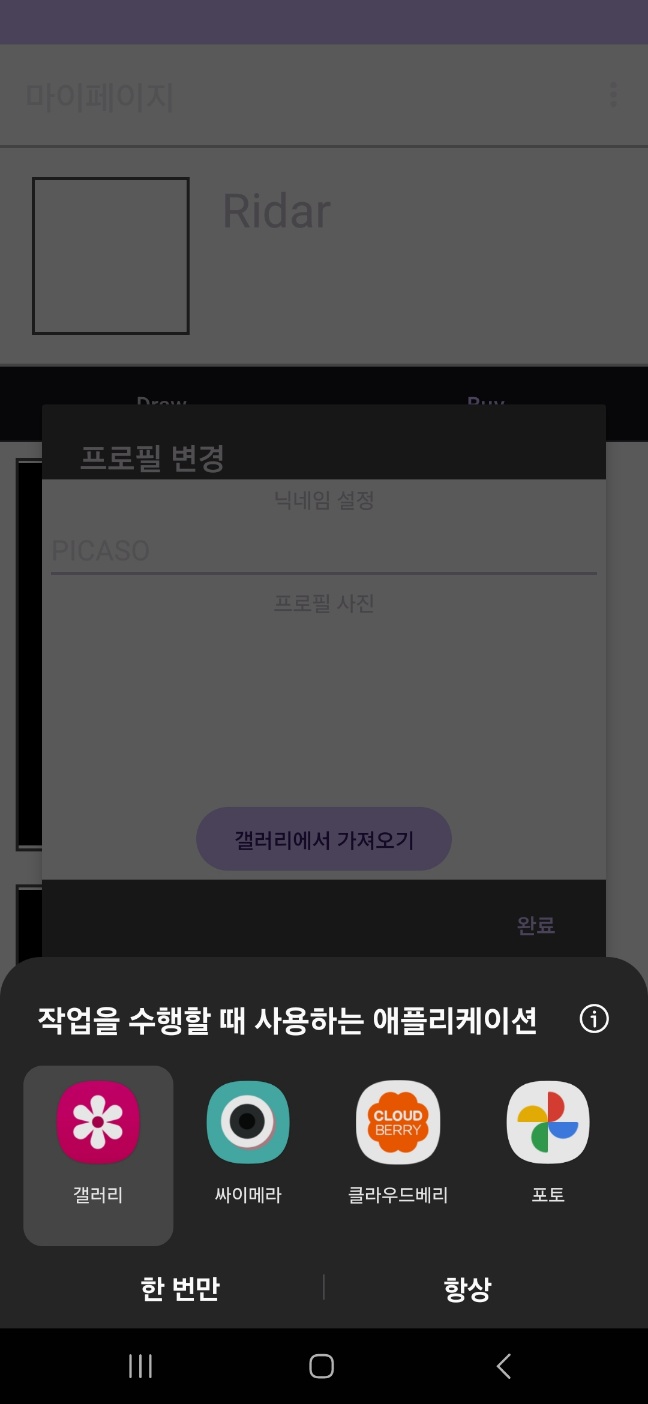 마이페이지
Ridar
Draw
Buy
프로필 변경
닉네임 설정
PICASO
프로필 사진
갤러리에서 가져오기
완료
작업을 수행할 때 사용하는 애플리케이션
CLOUD
BERRY
갤러리
싸이메라
클라우드베리
포토
한 번만
항상